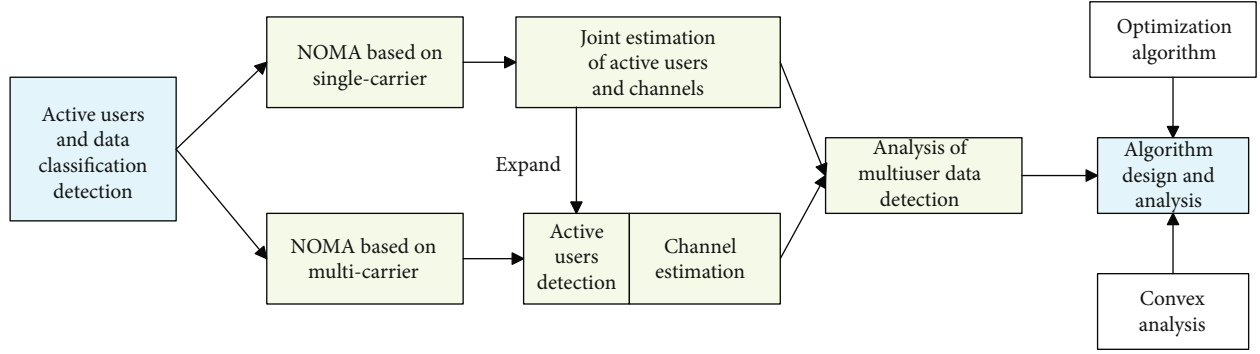 Active users
and data
classification
detection
NOMA based on
single-carrier
Joint estimation
of active users
and channels
Expand
NOMA based on
multi-carrier
Active
users
detection
Channel
estimation
Analysis of
multiuser data
detection
Optimization
algorithm
Algorithm
design and
analysis
Convex
analysis